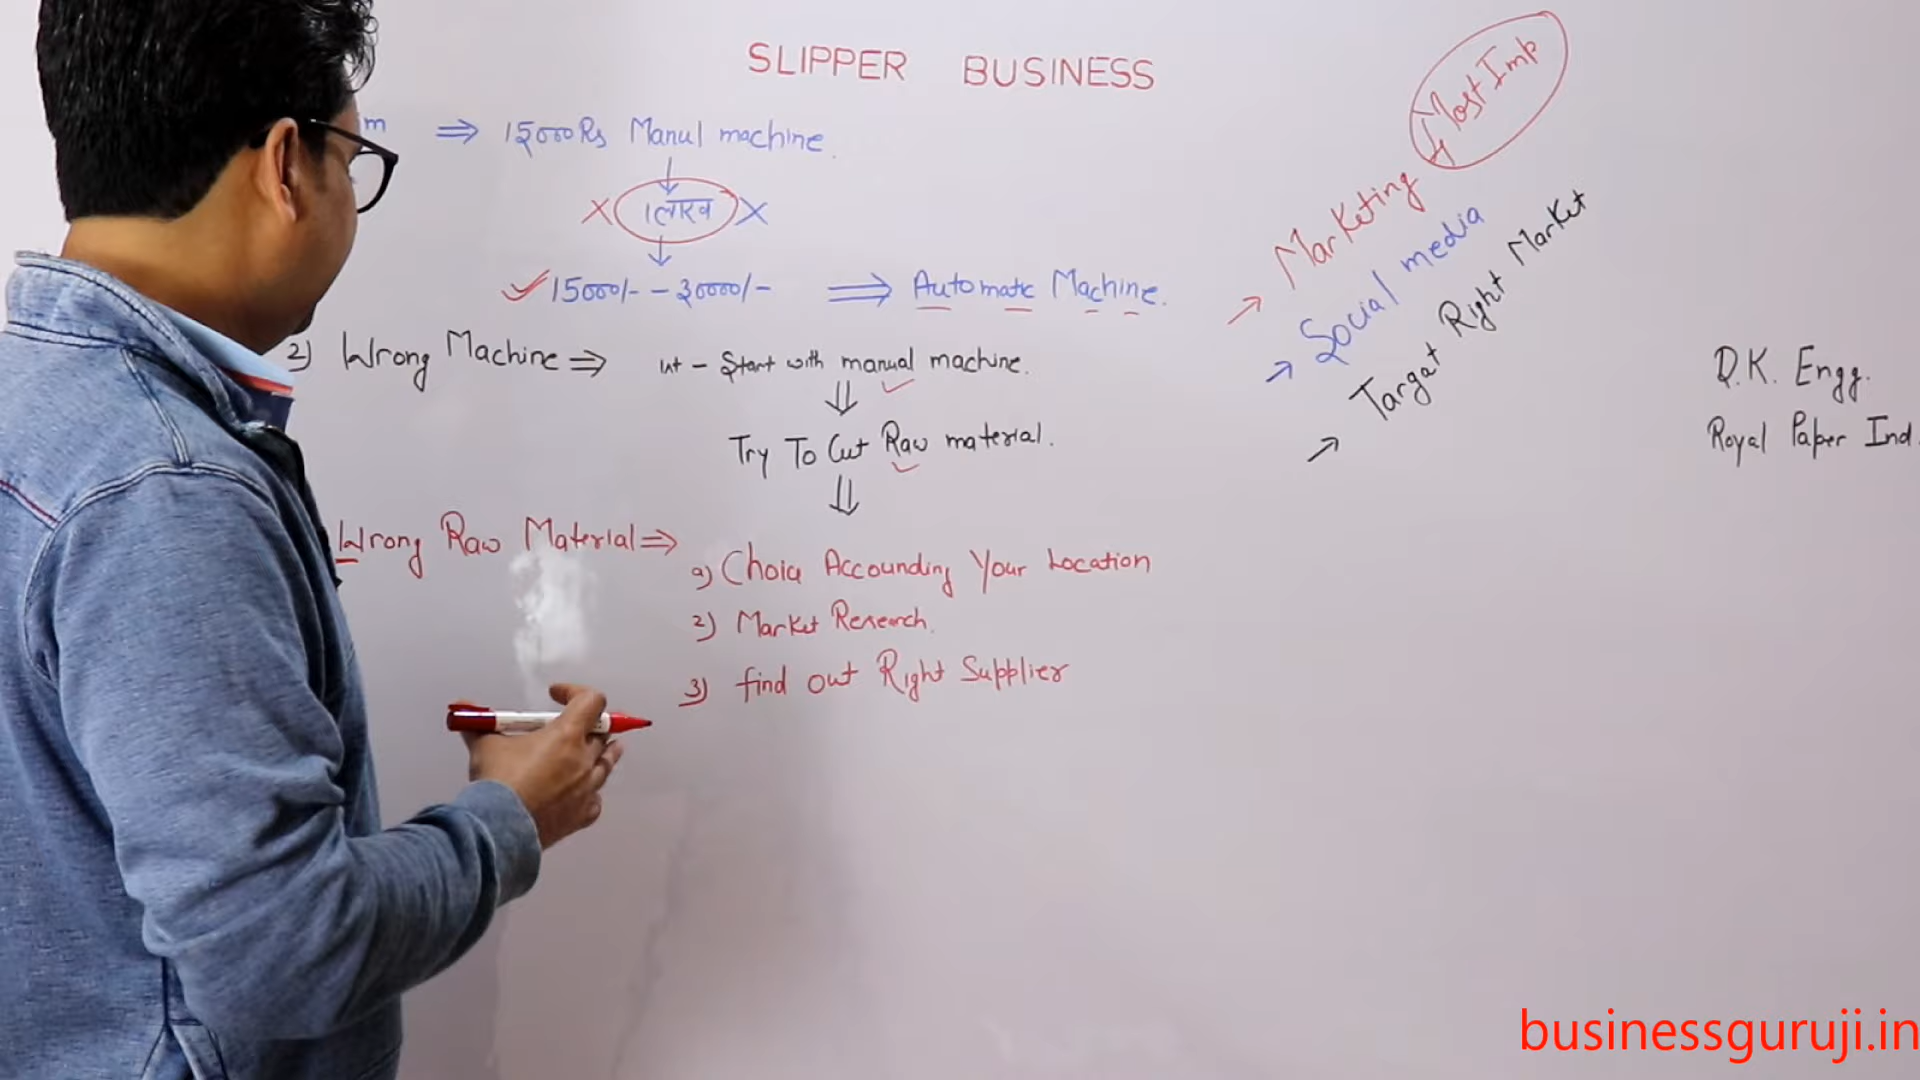 SLIPPER BUSINESS
m ⇒ 15000Rs Manul machine.
X 1लाख X
✓ 15000/- - 30000/- ⇒ Automatic Machine.
2) Wrong Machine ⇒ Start with manual machine.
Try To Cut Raw material.
Wrong Raw Material ⇒
a) Choice Accounding Your Location
2) Market Research.
3) find out Right Supplier
Most Imp
Marketing
Social media
Target Right Market
D.K. Engg.
Royal Paper Ind.
businessguruji.in